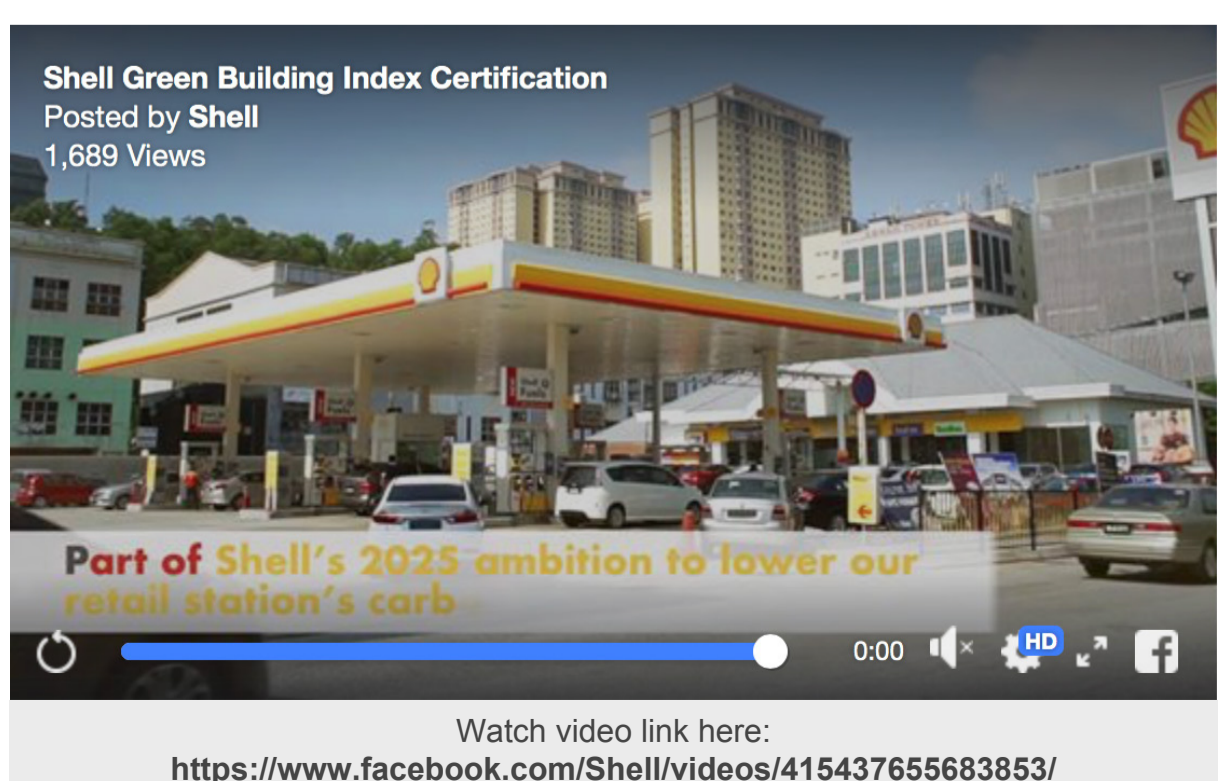 Shell Green Building Index Certification
Posted by Shell
1,689 Views
Fuels
Part of Shell's 2025 ambition to lower our
retail station's carb
0:00
HD
Watch video link here:
https://www.facebook.com/Shell/videos/415437655683853/